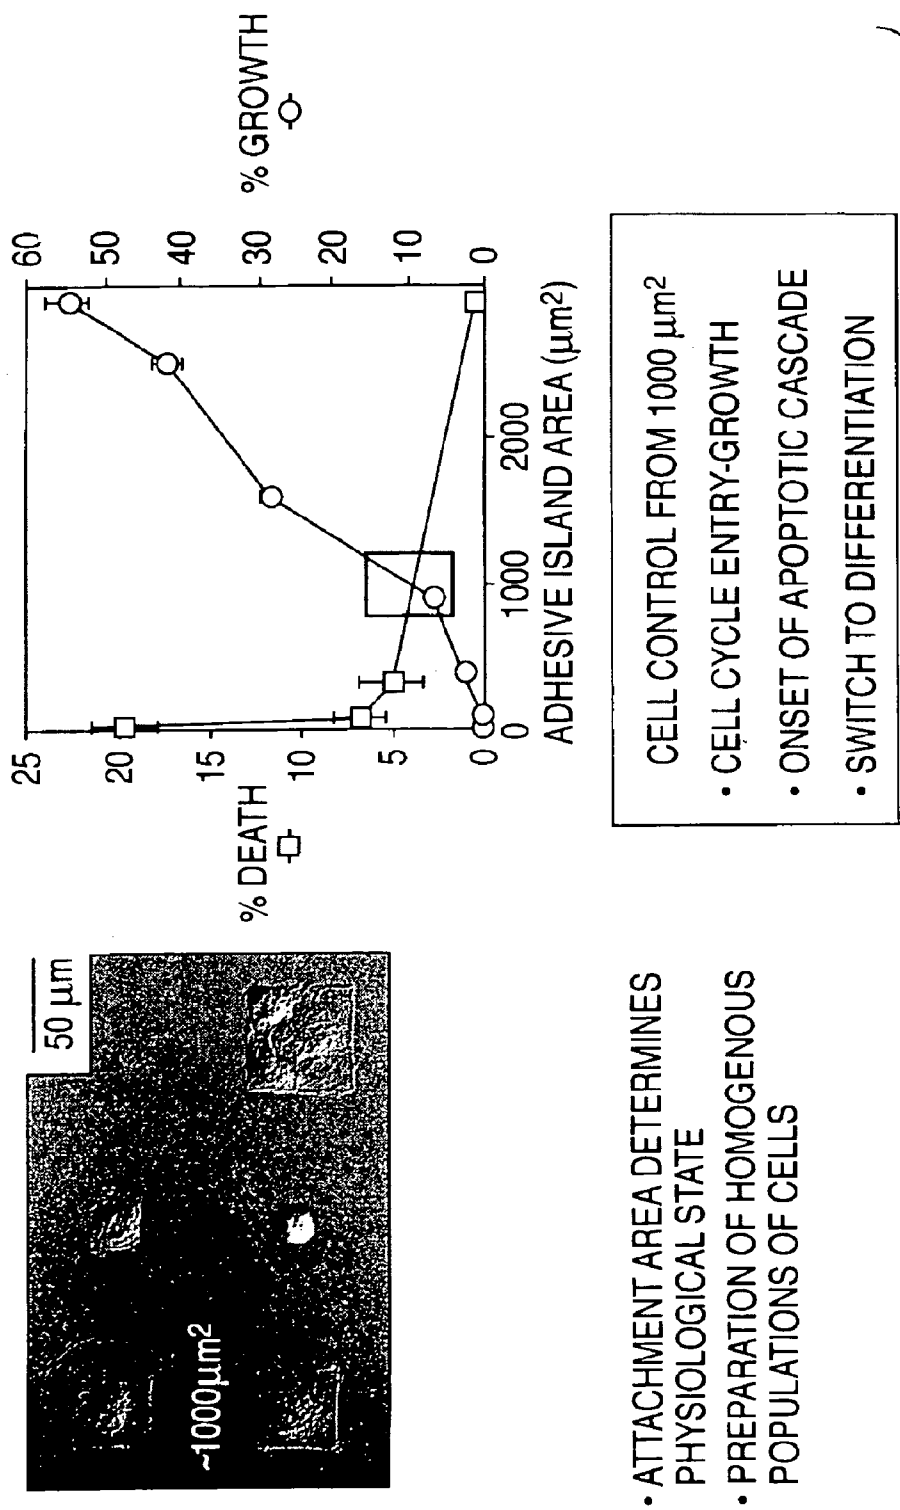 50 µm
~1000µm²
% DEATH
25
20
15
10
5
0
60
50
40
30
20
10
0
% GROWTH
0
1000
2000
ADHESIVE ISLAND AREA (µm²)
• ATTACHMENT AREA DETERMINES
PHYSIOLOGICAL STATE
• PREPARATION OF HOMOGENOUS
POPULATIONS OF CELLS
CELL CONTROL FROM 1000 µm²
• CELL CYCLE ENTRY-GROWTH
• ONSET OF APOPTOTIC CASCADE
• SWITCH TO DIFFERENTIATION